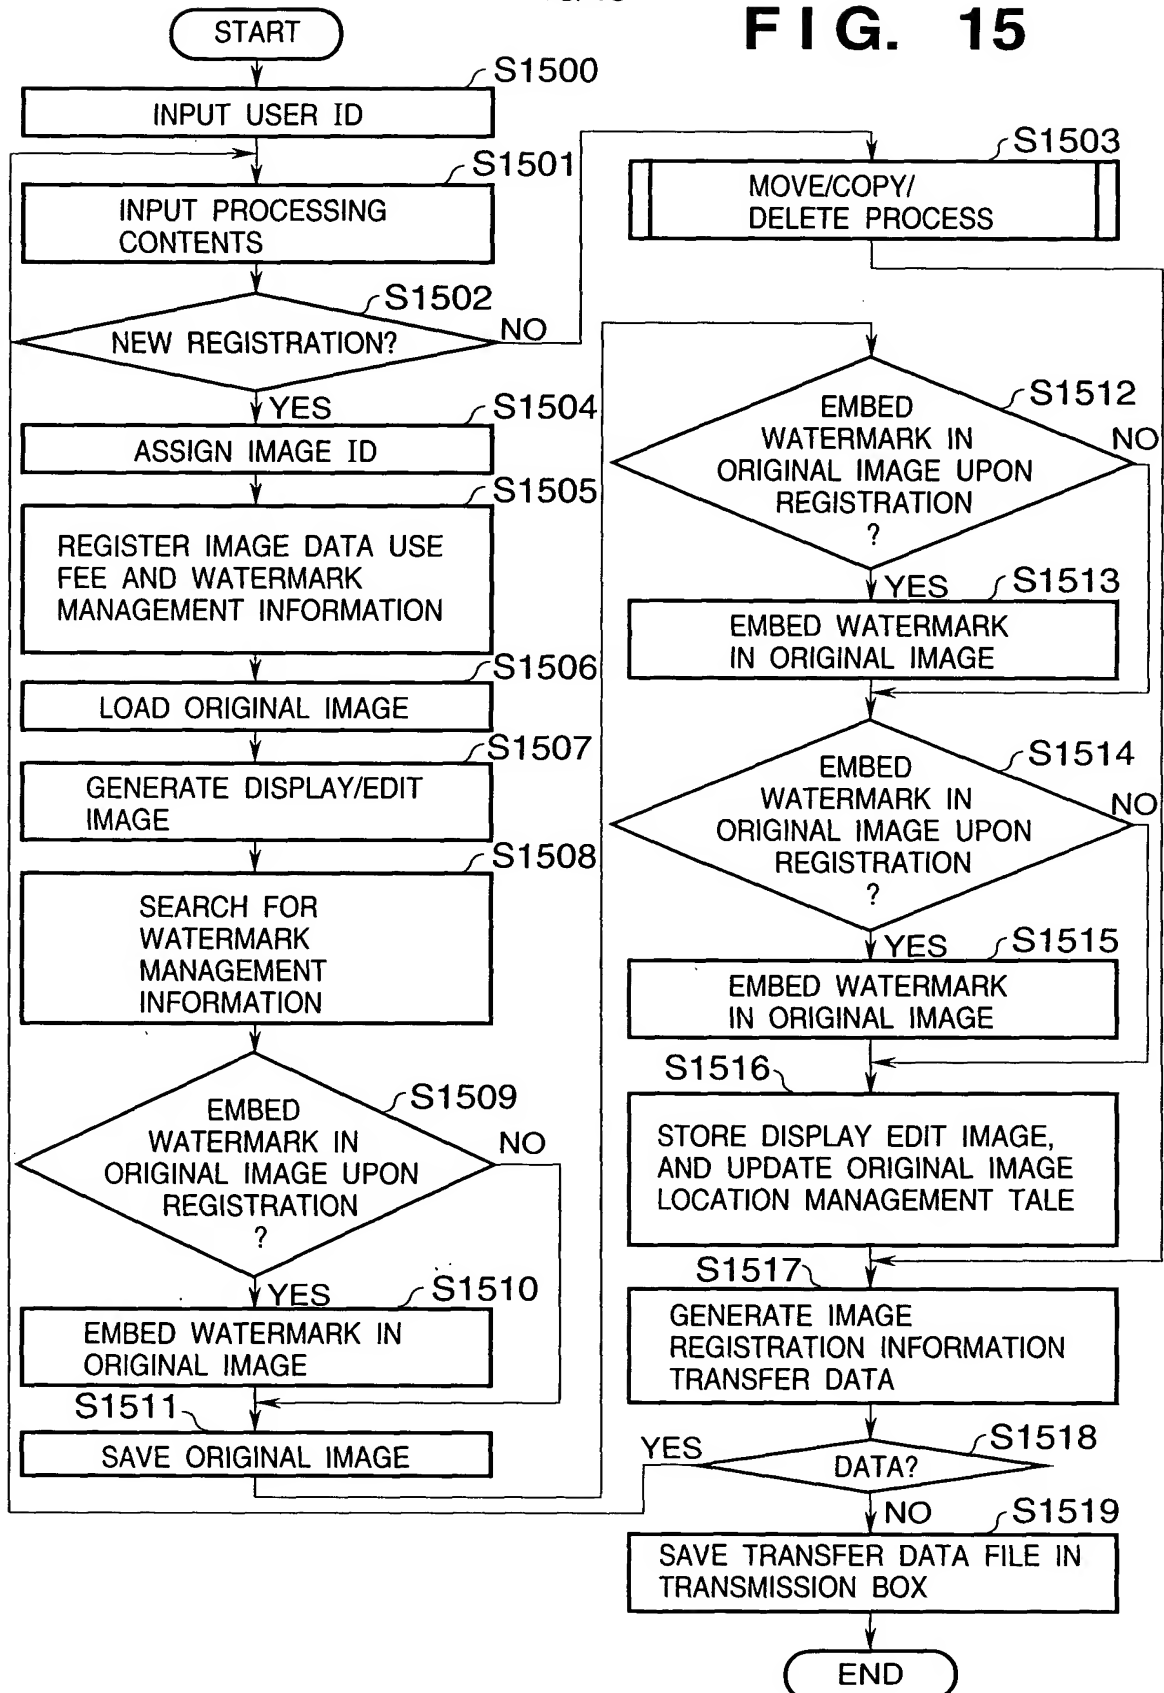 FIG. 15
START
S1500
INPUT USER ID
S1501
INPUT PROCESSING
CONTENTS
S1502
NEW REGISTRATION?
NO
YES
S1503
MOVE/COPY/
DELETE PROCESS
S1504
ASSIGN IMAGE ID
S1505
REGISTER IMAGE DATA USE
FEE AND WATERMARK
MANAGEMENT INFORMATION
S1506
LOAD ORIGINAL IMAGE
S1507
GENERATE DISPLAY/EDIT
IMAGE
S1508
SEARCH FOR
WATERMARK
MANAGEMENT
INFORMATION
S1509
EMBED
WATERMARK IN
ORIGINAL IMAGE UPON
REGISTRATION
?
NO
YES
S1510
EMBED WATERMARK IN
ORIGINAL IMAGE
S1511
SAVE ORIGINAL IMAGE
S1512
EMBED
WATERMARK IN
ORIGINAL IMAGE UPON
REGISTRATION
?
NO
YES
S1513
EMBED WATERMARK
IN ORIGINAL IMAGE
S1514
EMBED
WATERMARK IN
ORIGINAL IMAGE UPON
REGISTRATION
?
NO
YES
S1515
EMBED WATERMARK
IN ORIGINAL IMAGE
S1516
STORE DISPLAY EDIT IMAGE,
AND UPDATE ORIGINAL IMAGE
LOCATION MANAGEMENT TALE
S1517
GENERATE IMAGE
REGISTRATION INFORMATION
TRANSFER DATA
S1518
DATA?
YES
NO
S1519
SAVE TRANSFER DATA FILE IN
TRANSMISSION BOX
END